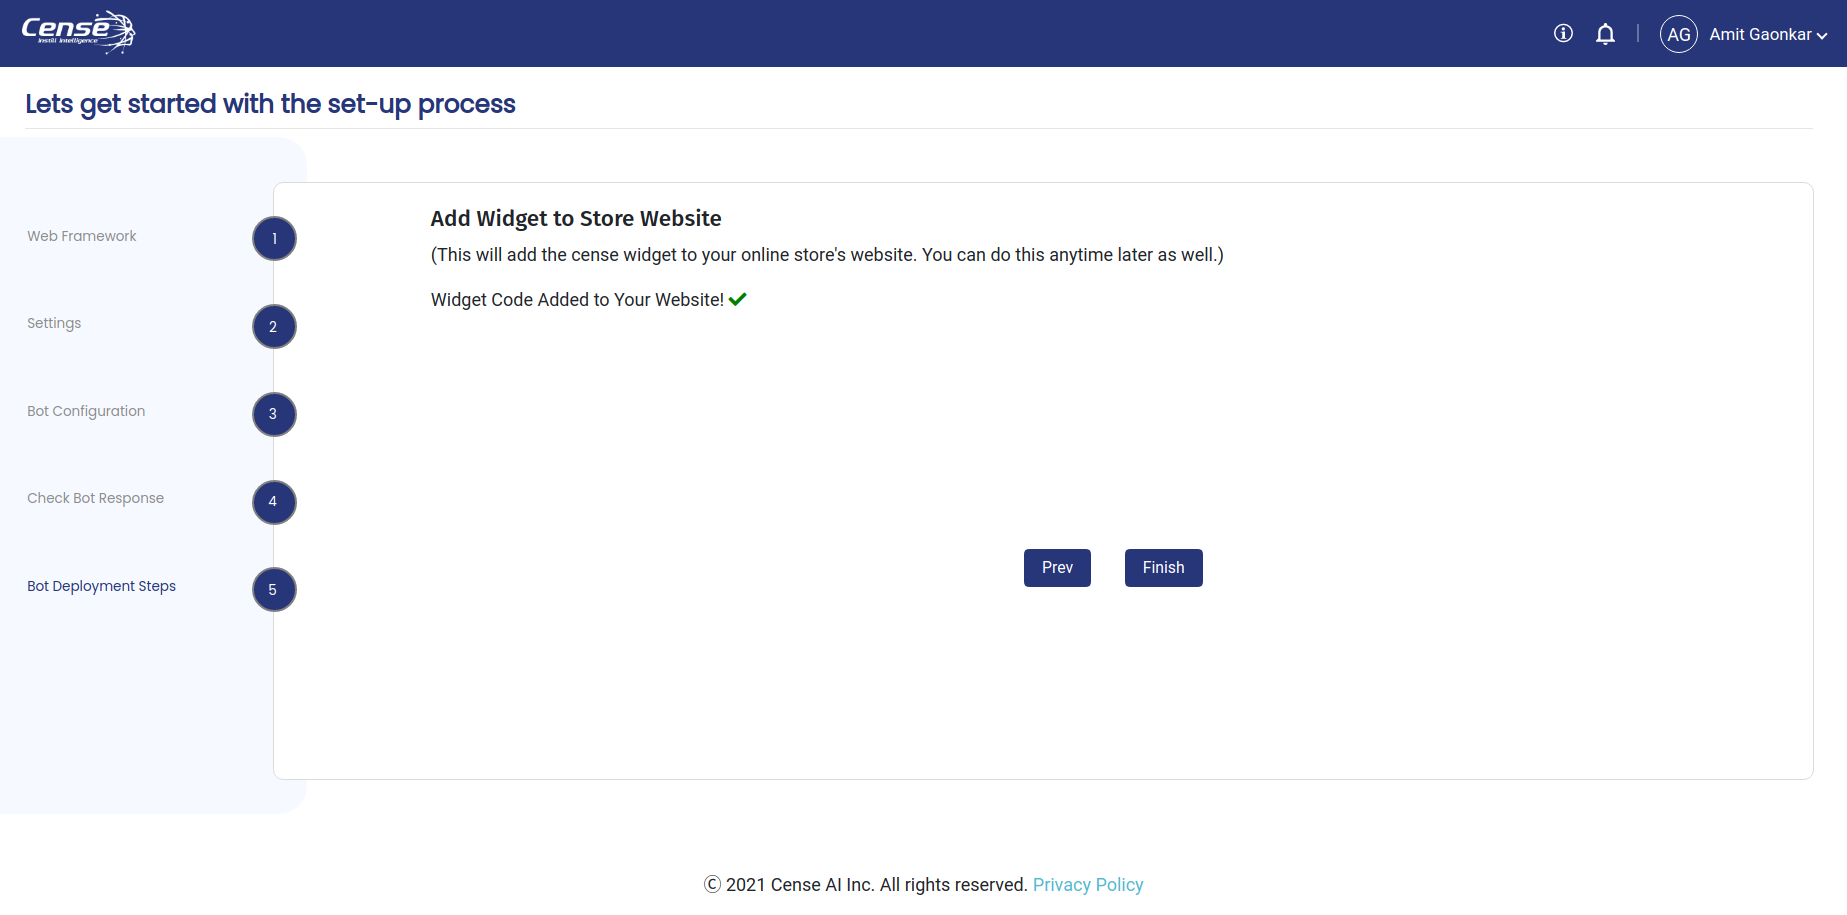 Cense
Instill Intelligence
AG Amit Gaonkar
Lets get started with the set-up process
Web Framework 1
Settings 2
Bot Configuration 3
Check Bot Response 4
Bot Deployment Steps 5
Add Widget to Store Website
(This will add the cense widget to your online store's website. You can do this anytime later as well.)
Widget Code Added to Your Website!
Prev Finish
© 2021 Cense AI Inc. All rights reserved. Privacy Policy